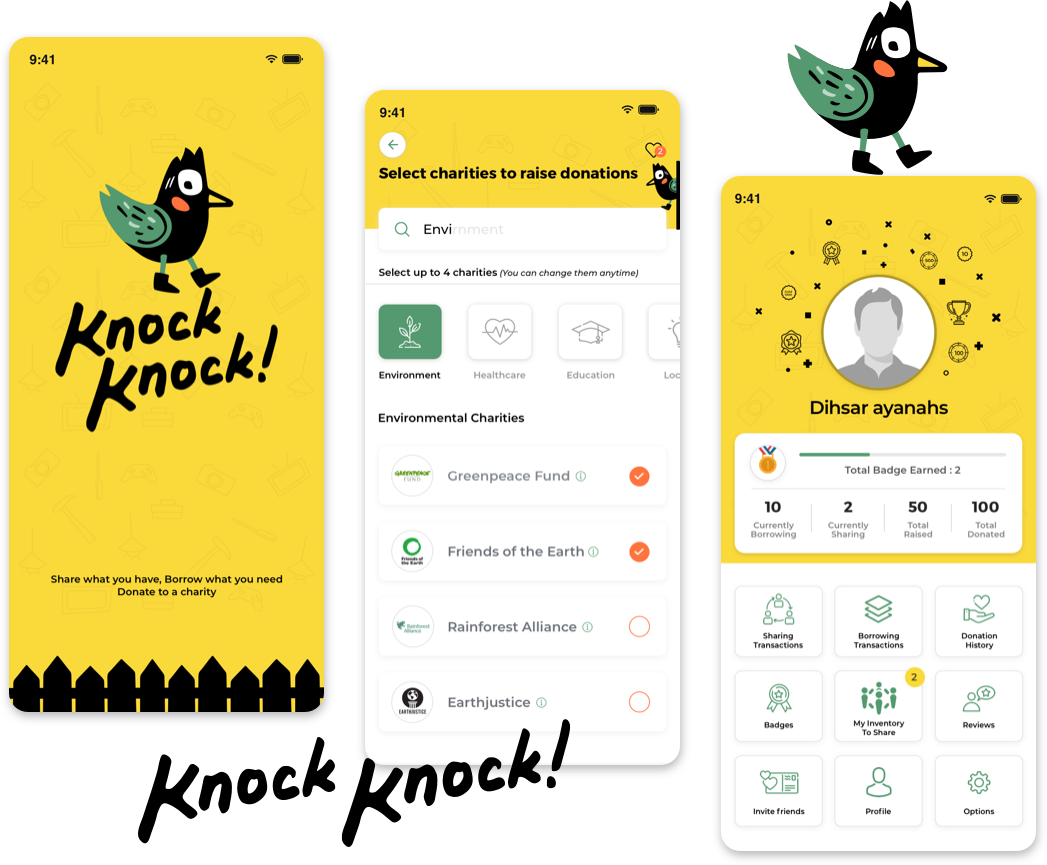 9:41
Knock
Knock!
Share what you have, Borrow what you need
Donate to a charity
9:41
2
Select charities to raise donations
Environment
Select up to 4 charities (You can change them anytime)
Environment
Healthcare
Education
Loc
Environmental Charities
GREENPEACE
FUND
Greenpeace Fund
Friends of
the Earth
Friends of the Earth
Rainforest
Alliance
Rainforest Alliance
EARTHJUSTICE
Earthjustice
Knock Knock!
9:41
10
500
100
Dihsar ayanahs
1
Total Badge Earned : 2
10
Currently
Borrowing
2
Currently
Sharing
50
Total
Raised
100
Total
Donated
Sharing
Transactions
Borrowing
Transactions
Donation
History
Badges
2
My Inventory
To Share
Reviews
Invite friends
Profile
Options